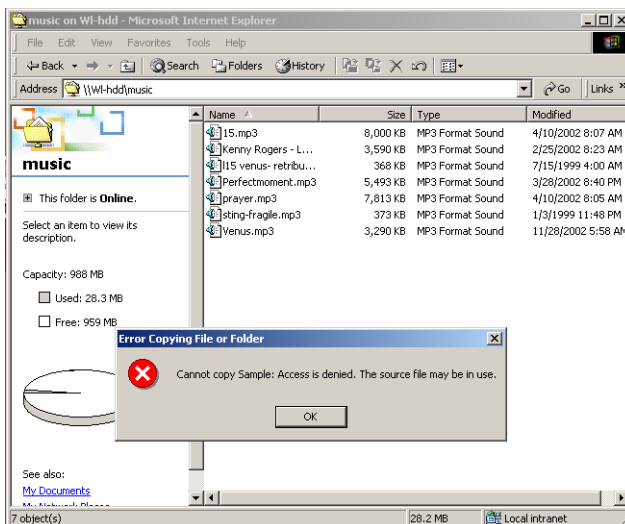 music on Wl-hdd - Microsoft Internet Explorer
File Edit View Favorites Tools Help
Back Search Folders History
Address \\Wl-hdd\music Go Links »
music
This folder is Online.
Select an item to view its
description.
Capacity: 988 MB
Used: 28.3 MB
Free: 959 MB
See also:
My Documents
My Network Places
Name Size Type Modified
15.mp3 8,000 KB MP3 Format Sound 4/10/2002 8:07 AM
Kenny Rogers - L... 3,590 KB MP3 Format Sound 2/25/2002 8:23 AM
l15 venus- retribu... 368 KB MP3 Format Sound 7/15/1999 4:00 AM
Perfectmoment.mp3 5,493 KB MP3 Format Sound 3/28/2002 8:40 PM
prayer.mp3 7,813 KB MP3 Format Sound 4/10/2002 8:05 AM
sting-fragile.mp3 373 KB MP3 Format Sound 1/3/1999 11:48 PM
Venus.mp3 3,290 KB MP3 Format Sound 11/28/2002 5:58 AM
Error Copying File or Folder
Cannot copy Sample: Access is denied. The source file may be in use.
OK
7 object(s) 28.2 MB Local intranet